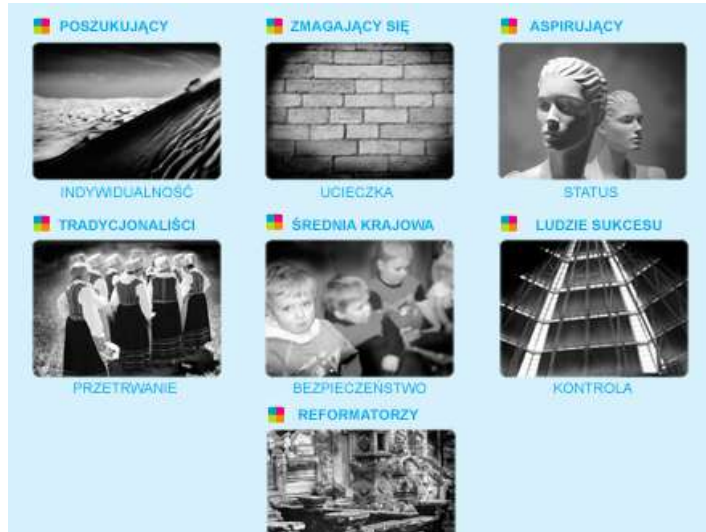 POSZUKUJĄCY
ZMAGAJĄCY SIĘ
ASPIRUJĄCY
INDYWIDUALNOŚĆ
UCIECZKA
STATUS
TRADYCJONALIŚCI
ŚREDNIA KRAJOWA
LUDZIE SUKCESU
PRZETRWANIE
BEZPIECZEŃSTWO
KONTROLA
REFORMATORZY